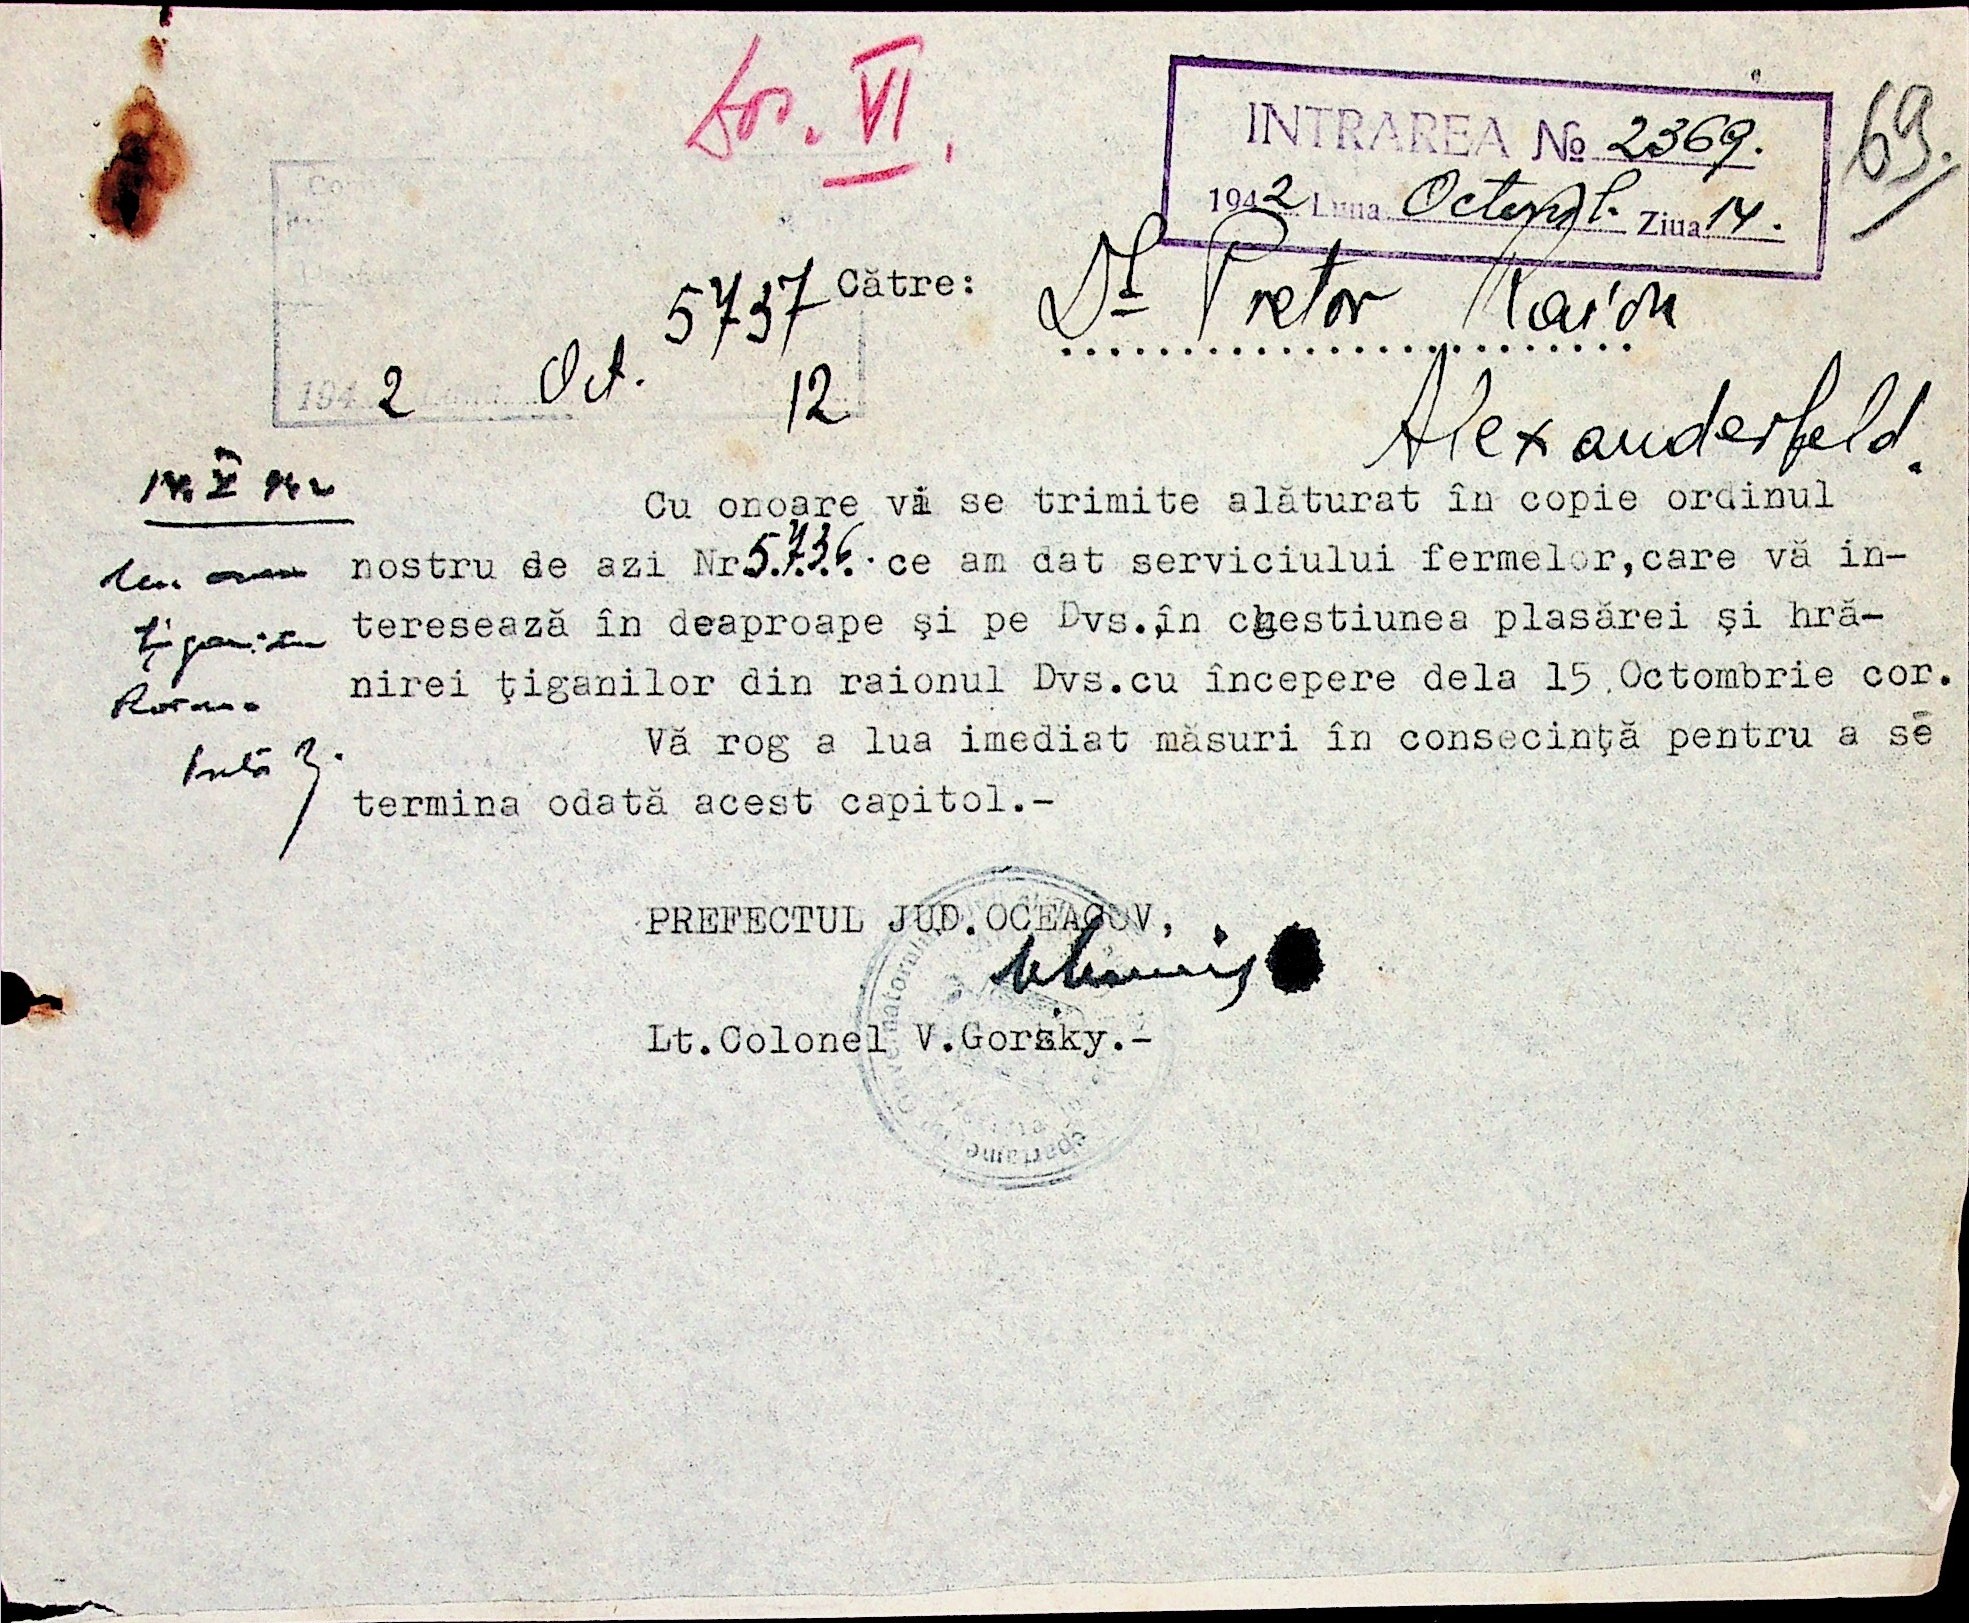 Dos. VI.
INTRAREA № 2369.
1942 Luna Octombr. Ziua 14.
69.
5737
1942 Oct. 12
Către: Dl Pretor Raion
Alexanderfeld.
14. X 942
Cu onoare vă se trimite alăturat în copie ordinul
nostru de azi Nr 5736. ce am dat serviciului fermelor,care vă in-
teresează în deaproape şi pe Dvs.,în chestiunea plasărei şi hră-
nirei ţiganilor din raionul Dvs.cu începere dela 15 Octombrie cor.
Vă rog a lua imediat măsuri în consecinţă pentru a se
termina odată acest capitol.-
PREFECTUL JUD.OCEACOV,
Lt.Colonel V.Gorsky.-